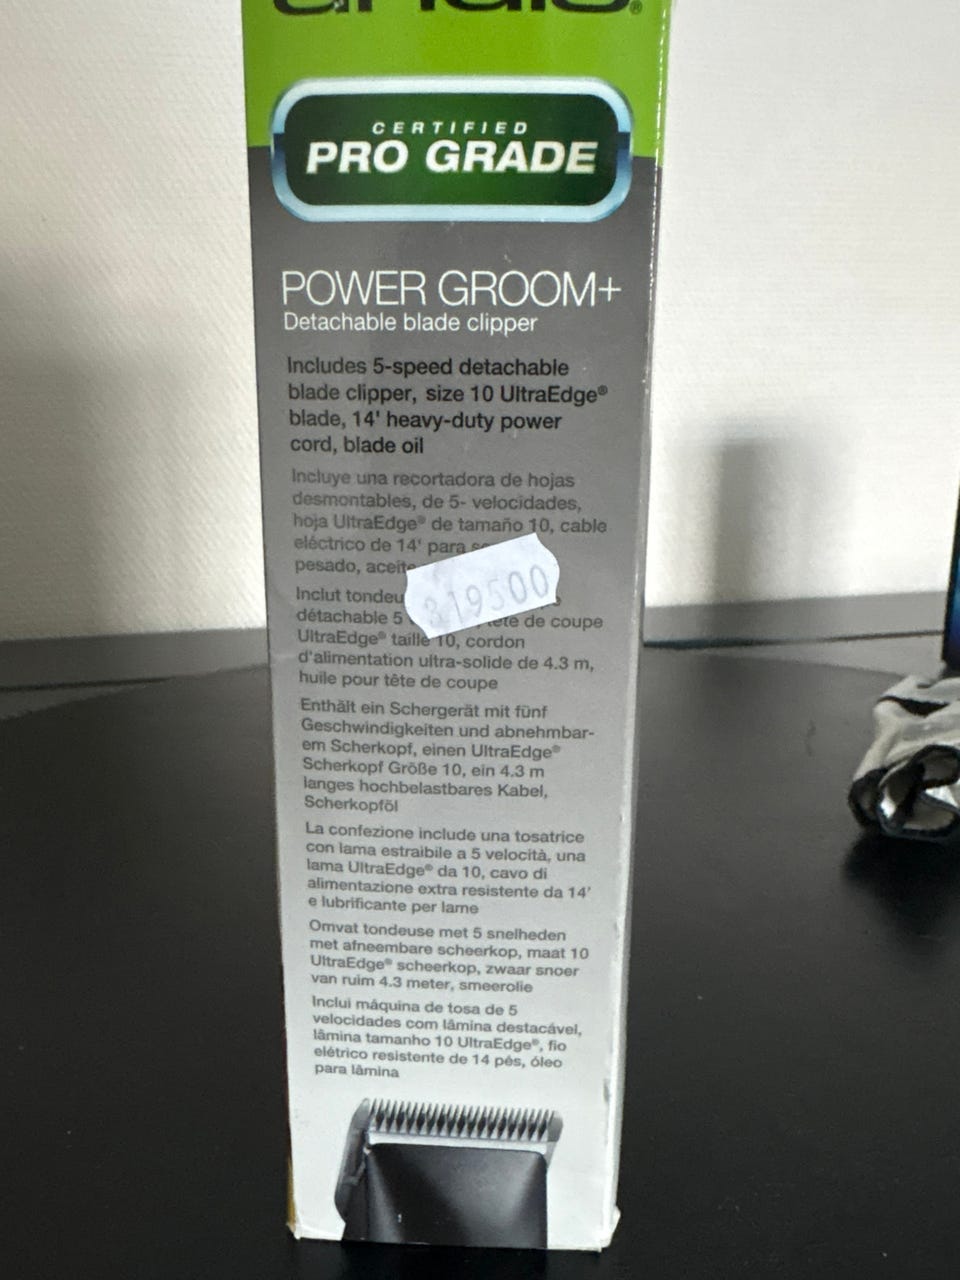 ®
CERTIFIED
PRO GRADE
POWER GROOM+
Detachable blade clipper
Includes 5-speed detachable
blade clipper, size 10 UltraEdge®
blade, 14' heavy-duty power
cord, blade oil
Incluye una recortadora de hojas
desmontables, de 5- velocidades,
hoja UltraEdge® de tamaño 10, cable
eléctrico de 14' para
pesado, aceite
319500
Inclut tondeu
détachable 5 tête de coupe
UltraEdge® taille 10, cordon
d'alimentation ultra-solide de 4.3 m,
huile pour tête de coupe
Enthält ein Schergerät mit fünf
Geschwindigkeiten und abnehmbar-
em Scherkopf, einen UltraEdge®
Scherkopf Größe 10, ein 4.3 m
langes hochbelastbares Kabel,
Scherkopföl
La confezione include una tosatrice
con lama estraibile a 5 velocità, una
lama UltraEdge® da 10, cavo di
alimentazione extra resistente da 14'
e lubrificante per lame
Omvat tondeuse met 5 snelheden
met afneembare scheerkop, maat 10
UltraEdge® scheerkop, zwaar snoer
van ruim 4.3 meter, smeerolie
Inclui máquina de tosa de 5
velocidades com lâmina destacável,
lâmina tamanho 10 UltraEdge®, fio
elétrico resistente de 14 pés, óleo
para lâmina